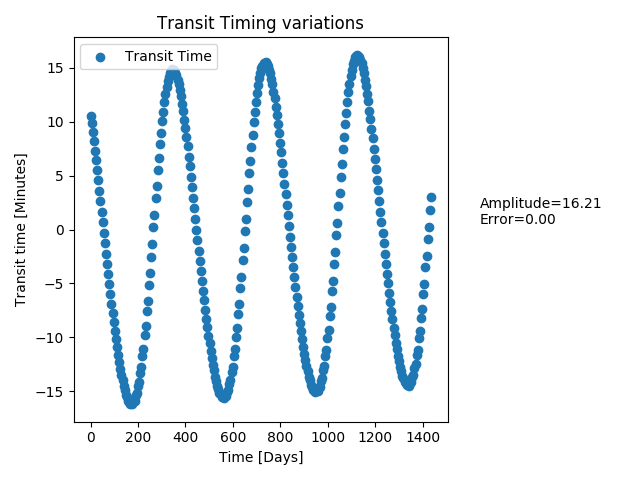 Transit Timing variations
Transit Time
Transit time [Minutes]
15
10
5
0
−5
−10
−15
0 200 400 600 800 1000 1200 1400
Time [Days]
Amplitude=16.21
Error=0.00